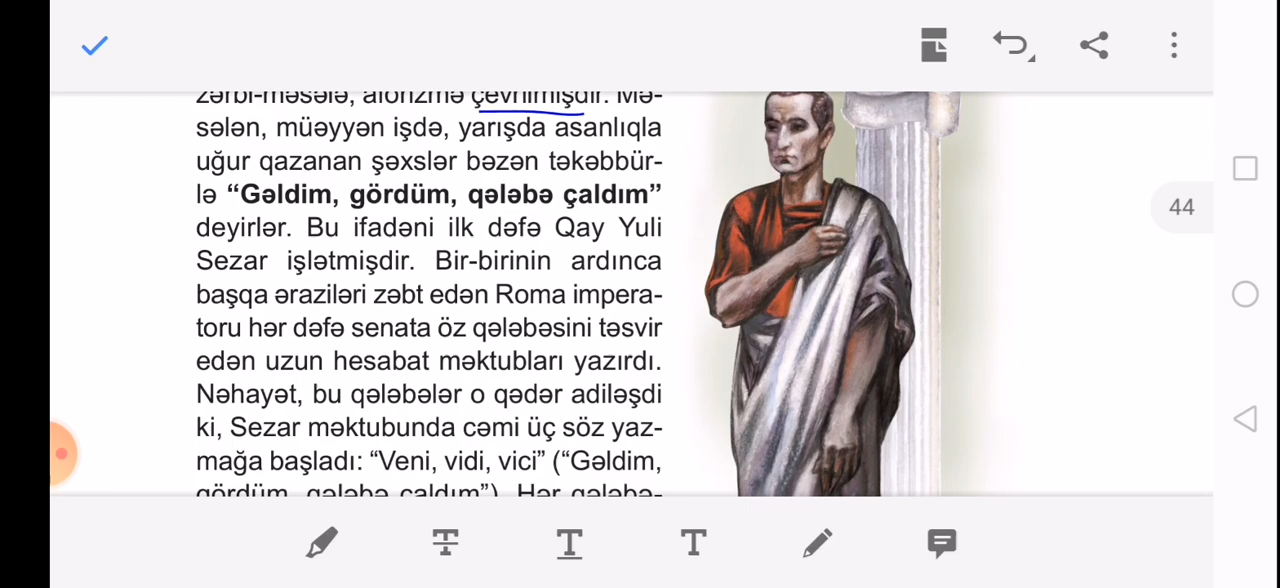 zərbi-məsələ, aforizmə çevrilmişdir. Mə-
sələn, müəyyən işdə, yarışda asanlıqla
uğur qazanan şəxslər bəzən təkəbbür-
lə “Gəldim, gördüm, qələbə çaldım”
deyirlər. Bu ifadəni ilk dəfə Qay Yuli
Sezar işlətmişdir. Bir-birinin ardınca
başqa əraziləri zəbt edən Roma impera-
toru hər dəfə senata öz qələbəsini təsvir
edən uzun hesabat məktubları yazırdı.
Nəhayət, bu qələbələr o qədər adiləşdi
ki, Sezar məktubunda cəmi üç söz yaz-
mağa başladı: “Veni, vidi, vici” (“Gəldim,
gördüm, qələbə çaldım”). Hər qələbə-
44